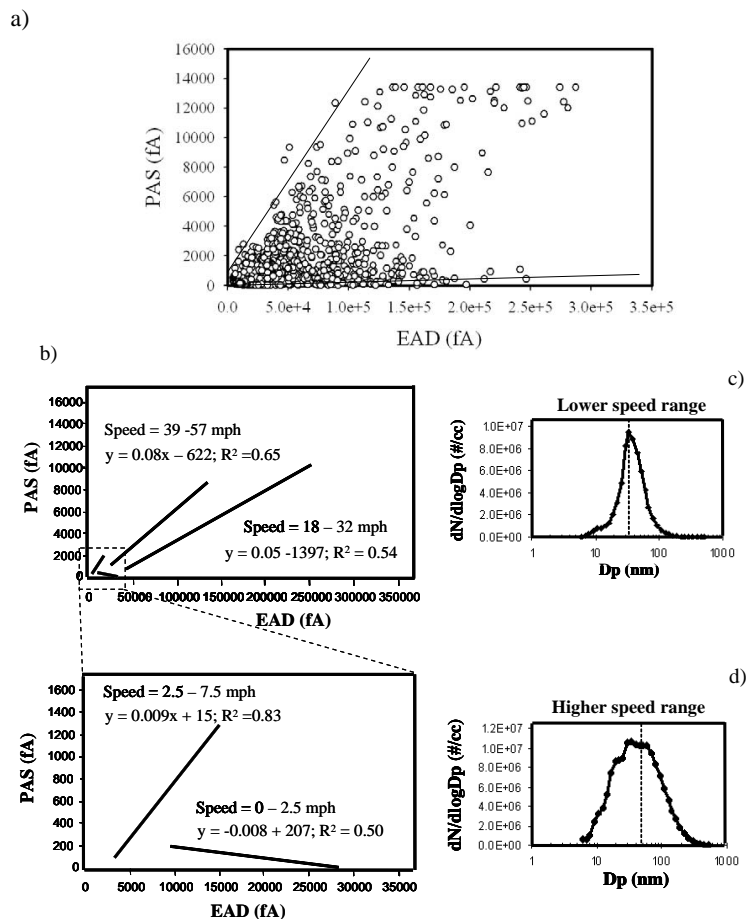 a)
16000
14000
12000
10000
8000
6000
4000
2000
0
PAS (fA)
0.0 5.0e+4 1.0e+5 1.5e+5 2.0e+5 2.5e+5 3.0e+5 3.5e+5
EAD (fA)
b)
16000
14000
12000
10000
8000
6000
4000
2000
0
PAS (fA)
Speed = 39 -57 mph
y = 0.08x – 622; R² =0.65
Speed = 18 – 32 mph
y = 0.05 -1397; R² = 0.54
0 50000 100000 150000 200000 250000 300000 350000
EAD (fA)
1600
1400
1200
1000
800
600
400
200
0
PAS (fA)
Speed = 2.5 – 7.5 mph
y = 0.009x + 15; R² =0.83
Speed = 0 – 2.5 mph
y = -0.008 + 207; R² = 0.50
0 5000 10000 15000 20000 25000 30000 35000
EAD (fA)
c)
Lower speed range
1.0E+07
8.0E+06
6.0E+06
4.0E+06
2.0E+06
0.0E+00
dN/dlogDp (#/cc)
1 10 100 1000
Dp (nm)
d)
Higher speed range
1.2E+07
1.0E+07
8.0E+06
6.0E+06
4.0E+06
2.0E+06
0.0E+00
dN/dlogDp (#/cc)
1 10 100 1000
Dp (nm)